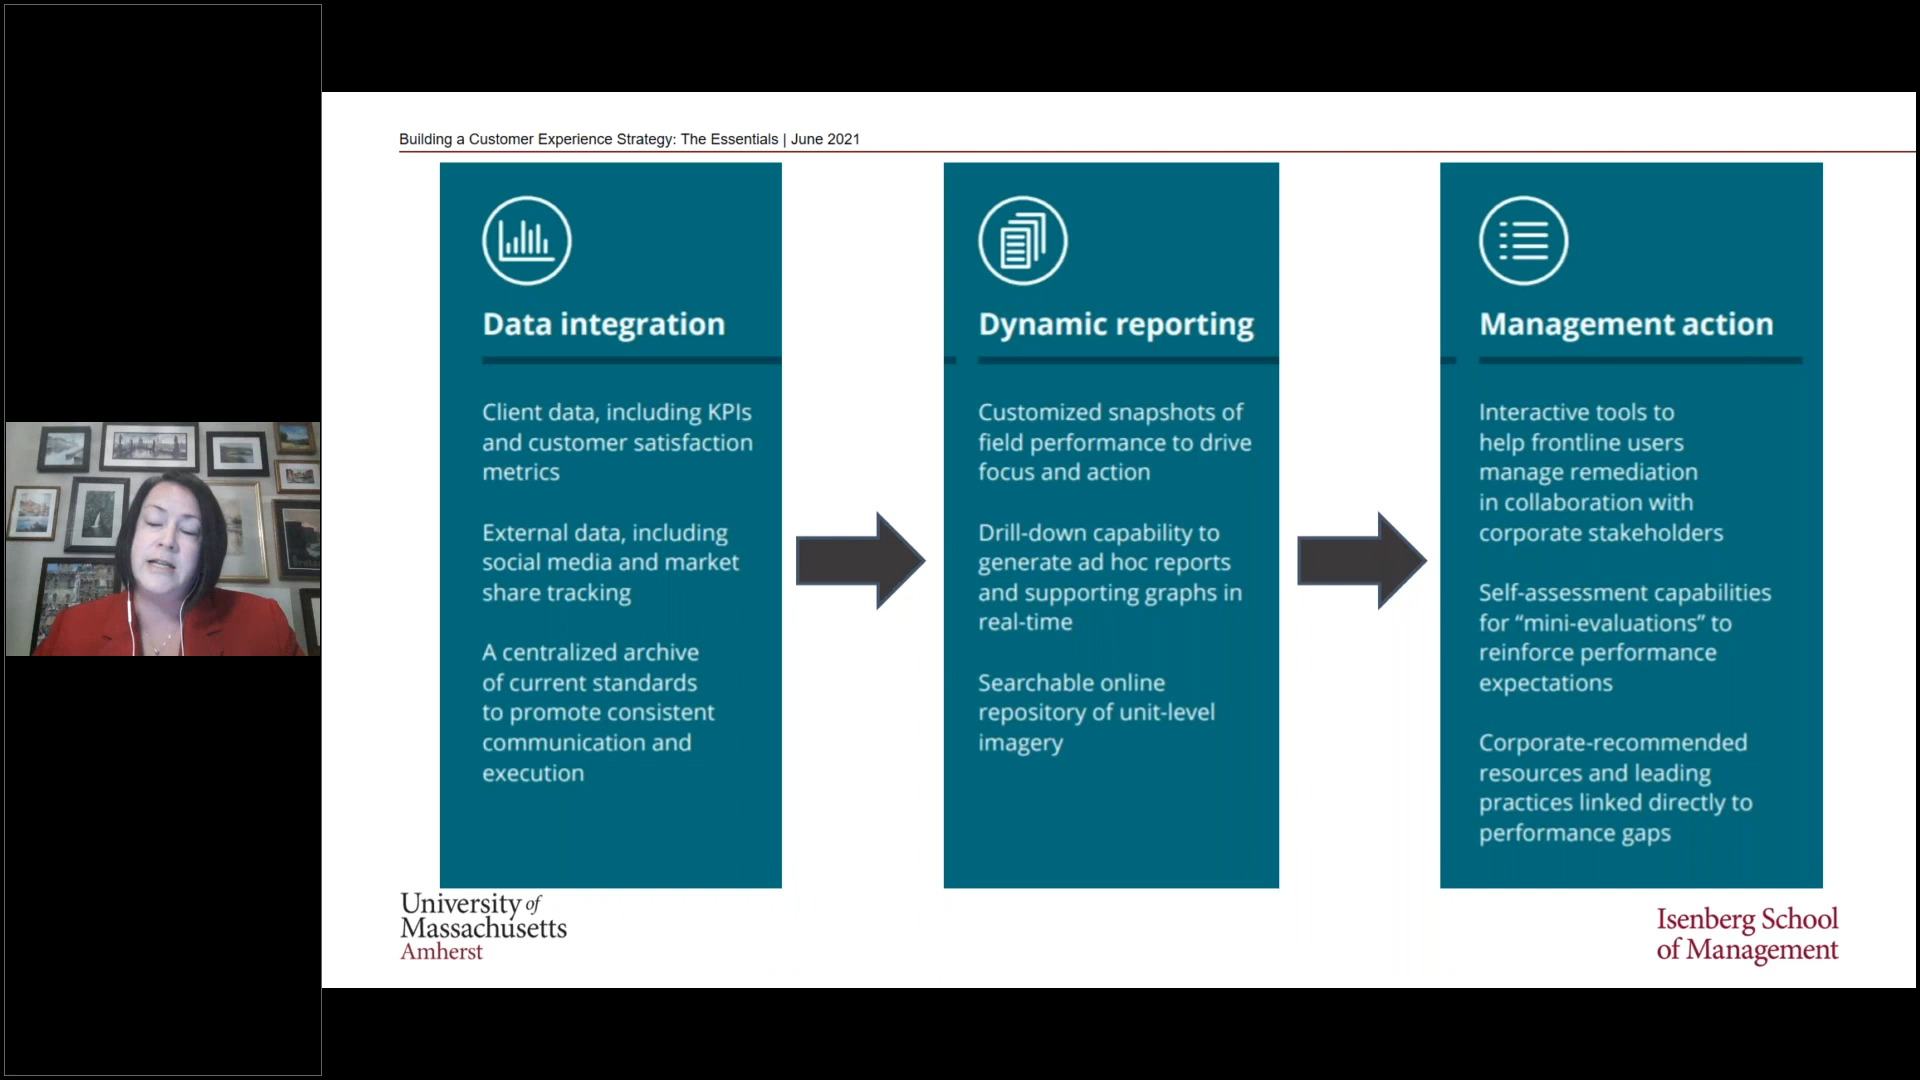 Building a Customer Experience Strategy: The Essentials | June 2021
Data integration
Client data, including KPIs
and customer satisfaction
metrics
External data, including
social media and market
share tracking
A centralized archive
of current standards
to promote consistent
communication and
execution
Dynamic reporting
Customized snapshots of
field performance to drive
focus and action
Drill-down capability to
generate ad hoc reports
and supporting graphs in
real-time
Searchable online
repository of unit-level
imagery
Management action
Interactive tools to
help frontline users
manage remediation
in collaboration with
corporate stakeholders
Self-assessment capabilities
for “mini-evaluations” to
reinforce performance
expectations
Corporate-recommended
resources and leading
practices linked directly to
performance gaps
University of
Massachusetts
Amherst
Isenberg School
of Management